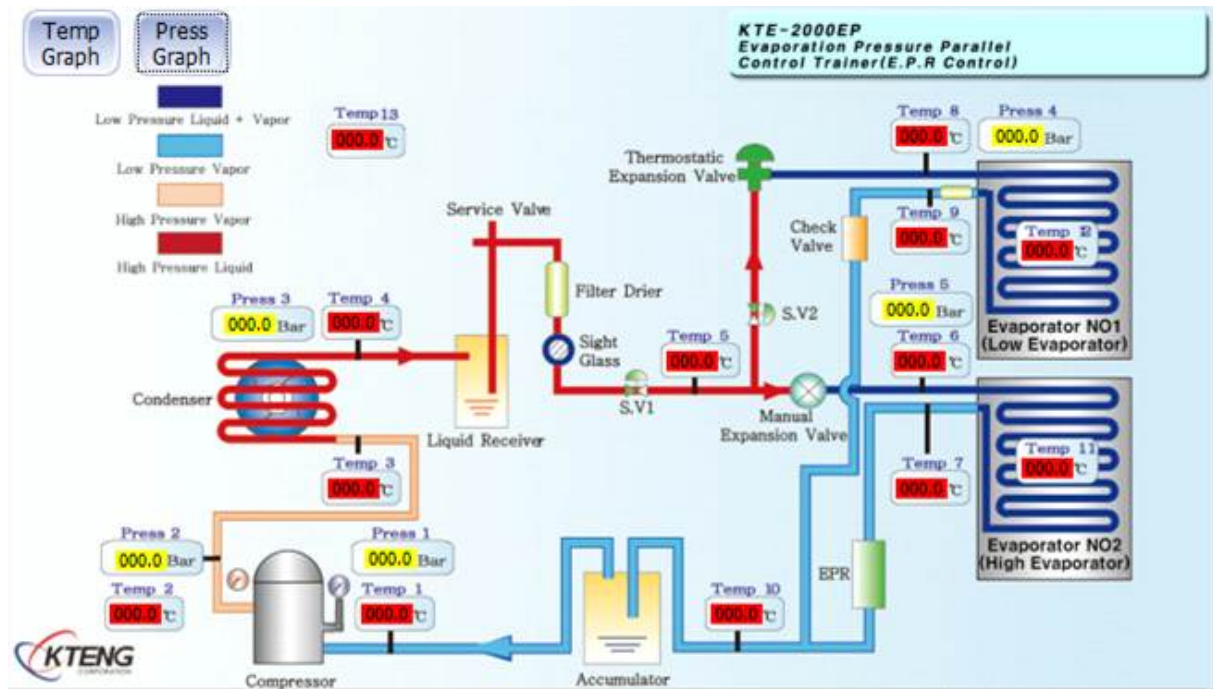 Temp
Graph
Press
Graph
KTE-2000EP
Evaporation Pressure Parallel
Control Trainer(E.P.R Control)
Low Pressure Liquid + Vapor
Low Pressure Vapor
High Pressure Vapor
High Pressure Liquid
Temp 13
000.0 ℃
Temp 8
000.0 ℃
Press 4
000.0 Bar
Thermostatic
Expansion Valve
Service Valve
Check
Valve
Temp 9
000.0 ℃
Temp 12
000.0 ℃
Filter Drier
Press 3
000.0 Bar
Temp 4
000.0 ℃
Press 5
000.0 Bar
S.V2
Evaporator NO1
(Low Evaporator)
Sight
Glass
Temp 5
000.0 ℃
Temp 6
000.0 ℃
Condenser
S.V1
Manual
Expansion Valve
Liquid Receiver
Temp 3
000.0 ℃
Temp 7
000.0 ℃
Temp 11
000.0 ℃
Press 2
000.0 Bar
Press 1
000.0 Bar
Evaporator NO2
(High Evaporator)
EPR
Temp 2
000.0 ℃
Temp 1
000.0 ℃
Temp 10
000.0 ℃
KTENG
CORPORATION
Compressor
Accumulator